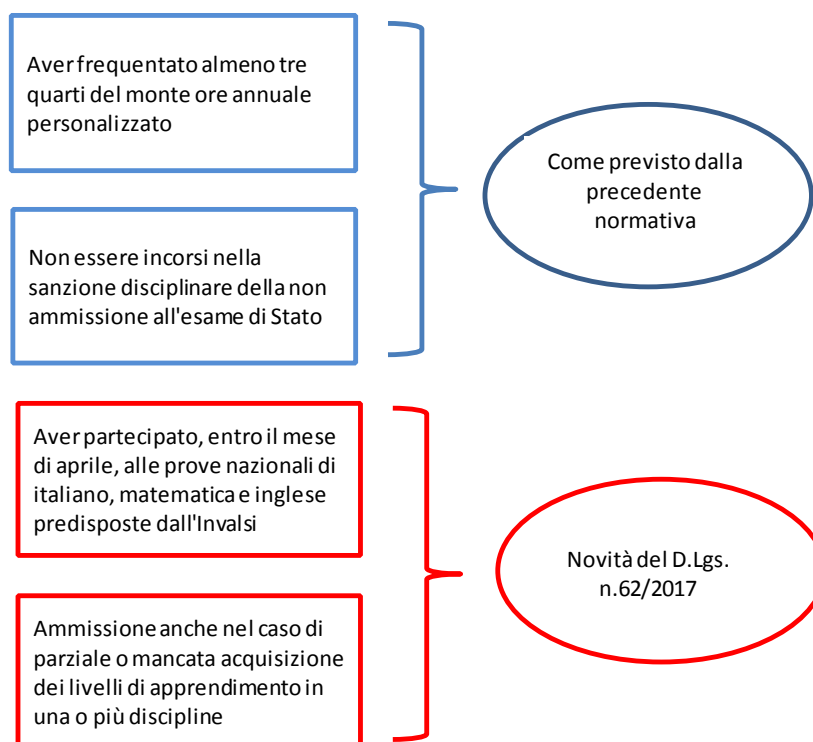 Aver frequentato almeno tre
quarti del monte ore annuale
personalizzato
Come previsto dalla
precedente
normativa
Non essere incorsi nella
sanzione disciplinare della non
ammissione all'esame di Stato
Aver partecipato, entro il mese
di aprile, alle prove nazionali di
italiano, matematica e inglese
predisposte dall'Invalsi
Novità del D.Lgs.
n.62/2017
Ammissione anche nel caso di
parziale o mancata acquisizione
dei livelli di apprendimento in
una o più discipline